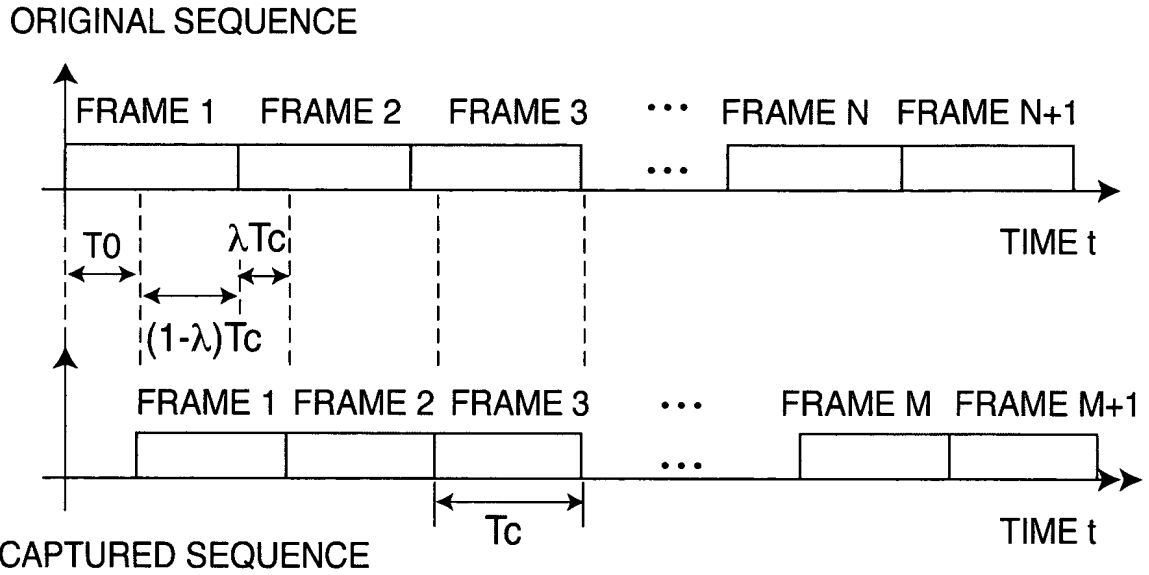 ORIGINAL SEQUENCE
FRAME 1 FRAME 2 FRAME 3 ... FRAME N FRAME N+1
...
TIME t
T0 λTc
(1-λ)Tc
FRAME 1 FRAME 2 FRAME 3 ... FRAME M FRAME M+1
...
Tc
TIME t
CAPTURED SEQUENCE